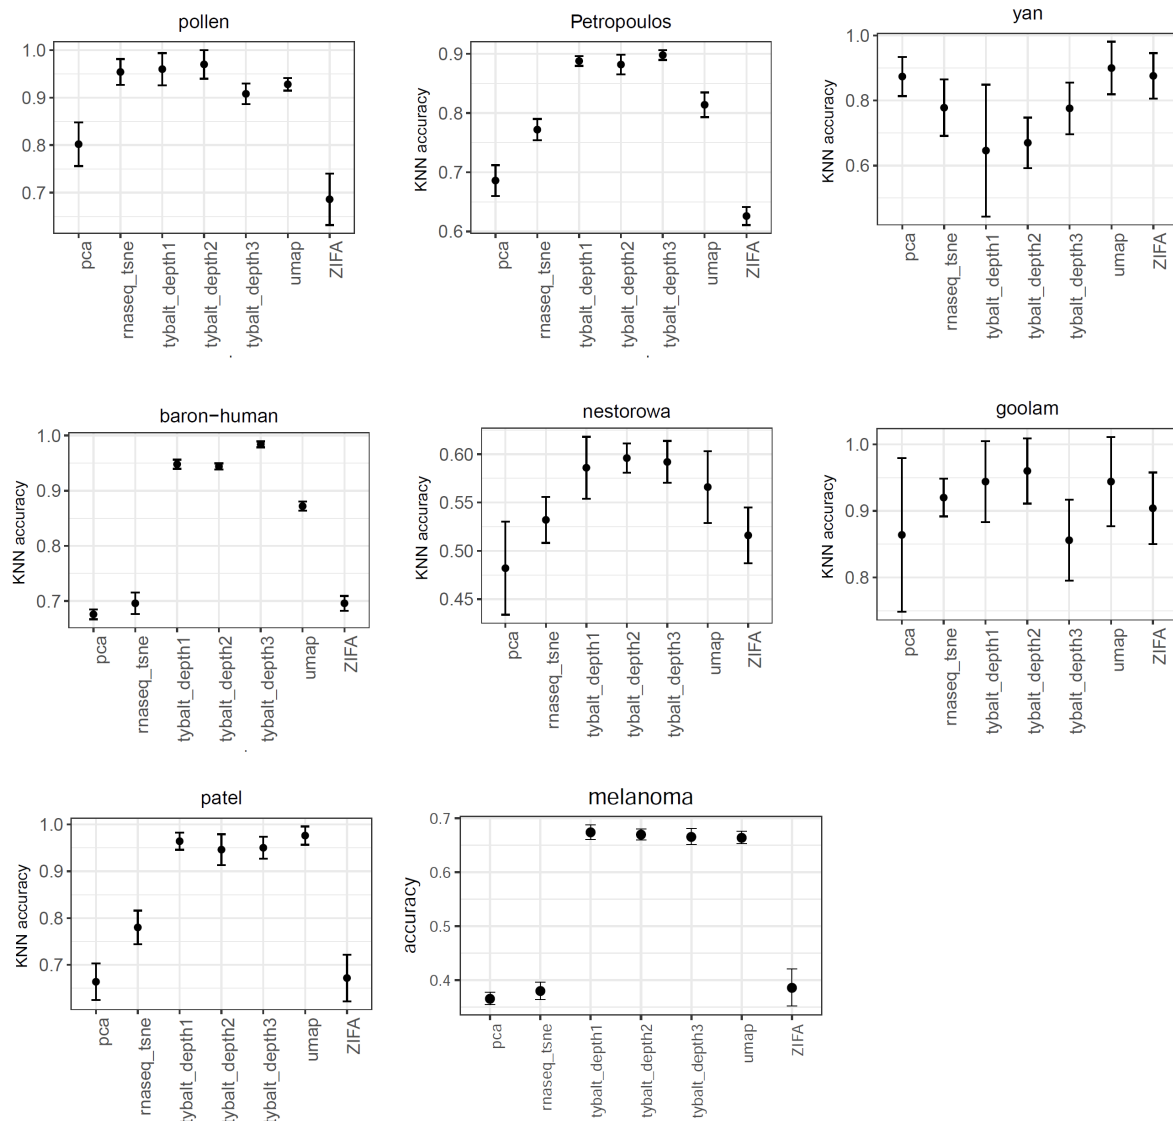 pollen
KNN accuracy
1.0
0.9
0.8
0.7
pca
rnaseq_tsne
tybalt_depth1
tybalt_depth2
tybalt_depth3
umap
ZIFA
Petropoulos
KNN accuracy
0.9
0.8
0.7
0.6
pca
rnaseq_tsne
tybalt_depth1
tybalt_depth2
tybalt_depth3
umap
ZIFA
yan
KNN accuracy
1.0
0.8
0.6
pca
rnaseq_tsne
tybalt_depth1
tybalt_depth2
tybalt_depth3
umap
ZIFA
baron-human
KNN accuracy
1.0
0.9
0.8
0.7
pca
rnaseq_tsne
tybalt_depth1
tybalt_depth2
tybalt_depth3
umap
ZIFA
nestorowa
KNN accuracy
0.60
0.55
0.50
0.45
pca
rnaseq_tsne
tybalt_depth1
tybalt_depth2
tybalt_depth3
umap
ZIFA
goolam
KNN accuracy
1.0
0.9
0.8
pca
rnaseq_tsne
tybalt_depth1
tybalt_depth2
tybalt_depth3
umap
ZIFA
patel
KNN accuracy
1.0
0.9
0.8
0.7
pca
rnaseq_tsne
tybalt_depth1
tybalt_depth2
tybalt_depth3
umap
ZIFA
melanoma
accuracy
0.7
0.6
0.5
0.4
pca
rnaseq_tsne
tybalt_depth1
tybalt_depth2
tybalt_depth3
umap
ZIFA